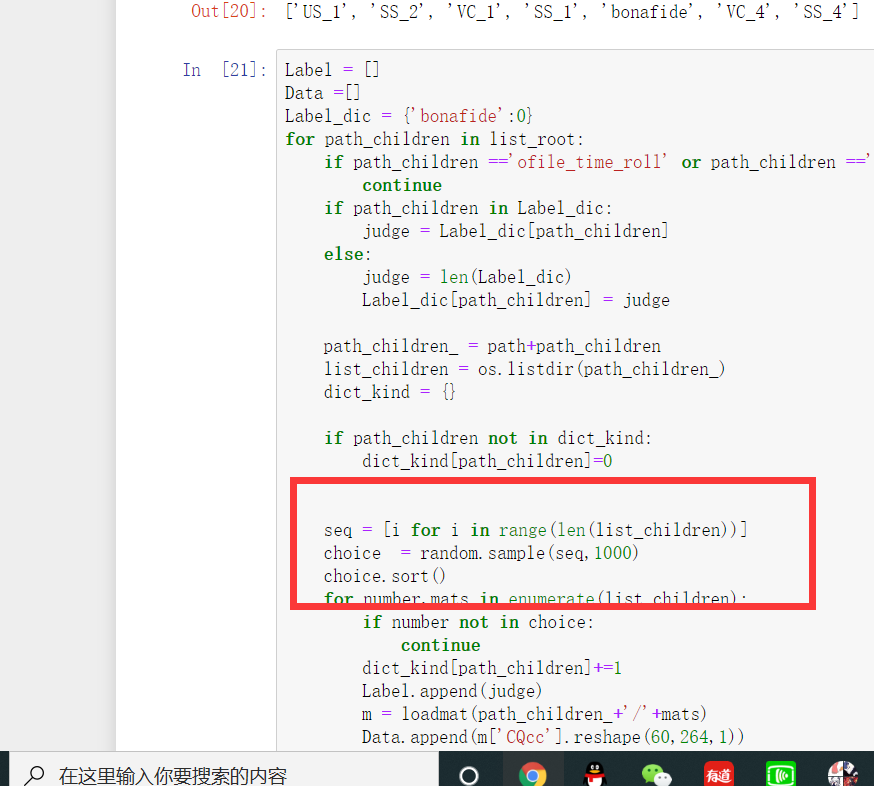 Out[20]: ['US_1', 'SS_2', 'VC_1', 'SS_1', 'bonafide', 'VC_4', 'SS_4']
In [21]: Label = []
Data =[]
Label_dic = {'bonafide':0}
for path_children in list_root:
    if path_children =='ofile_time_roll' or path_children =='
        continue
    if path_children in Label_dic:
        judge = Label_dic[path_children]
    else:
        judge = len(Label_dic)
        Label_dic[path_children] = judge
    path_children_ = path+path_children
    list_children = os.listdir(path_children_)
    dict_kind = {}
    if path_children not in dict_kind:
        dict_kind[path_children]=0
    seq = [i for i in range(len(list_children))]
    choice  = random.sample(seq,1000)
    choice.sort()
    for number,mats in enumerate(list_children):
        if number not in choice:
            continue
        dict_kind[path_children]+=1
        Label.append(judge)
        m = loadmat(path_children_+'/'+mats)
        Data.append(m['CQcc'].reshape(60,264,1))
在这里输入你要搜索的内容
有道